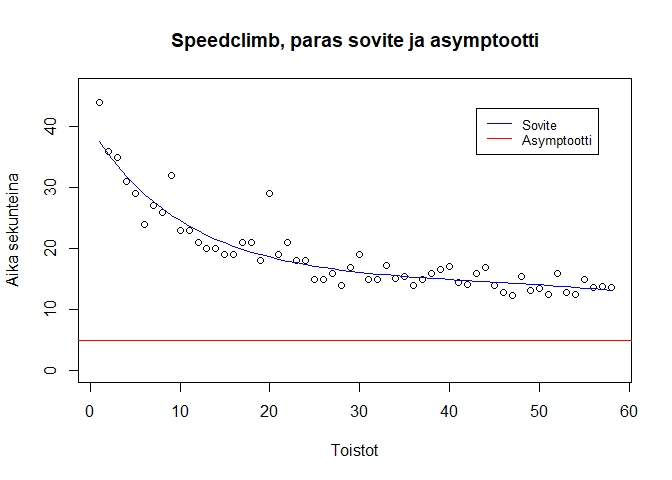 Speedclimb, paras sovite ja asymptootti
Sovite
Asymptootti
Aika sekunteina
40
30
20
10
0
0 10 20 30 40 50 60
Toistot